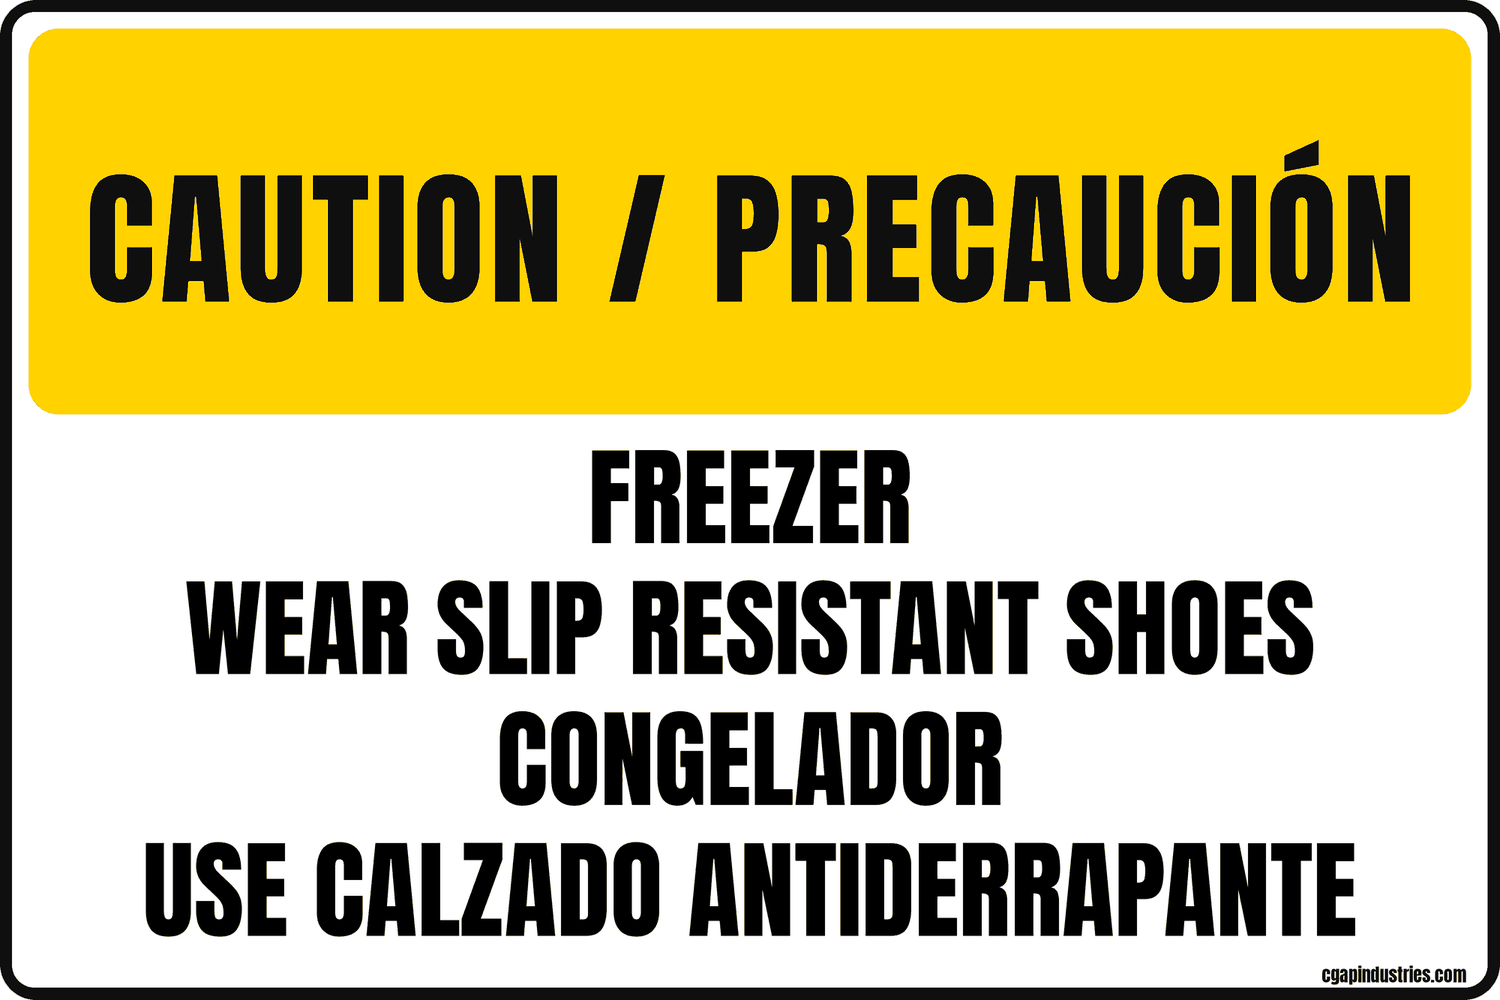 CAUTION / PRECAUCIÓN
FREEZER
WEAR SLIP RESISTANT SHOES
CONGELADOR
USE CALZADO ANTIDERRAPANTE
cgapindustries.com